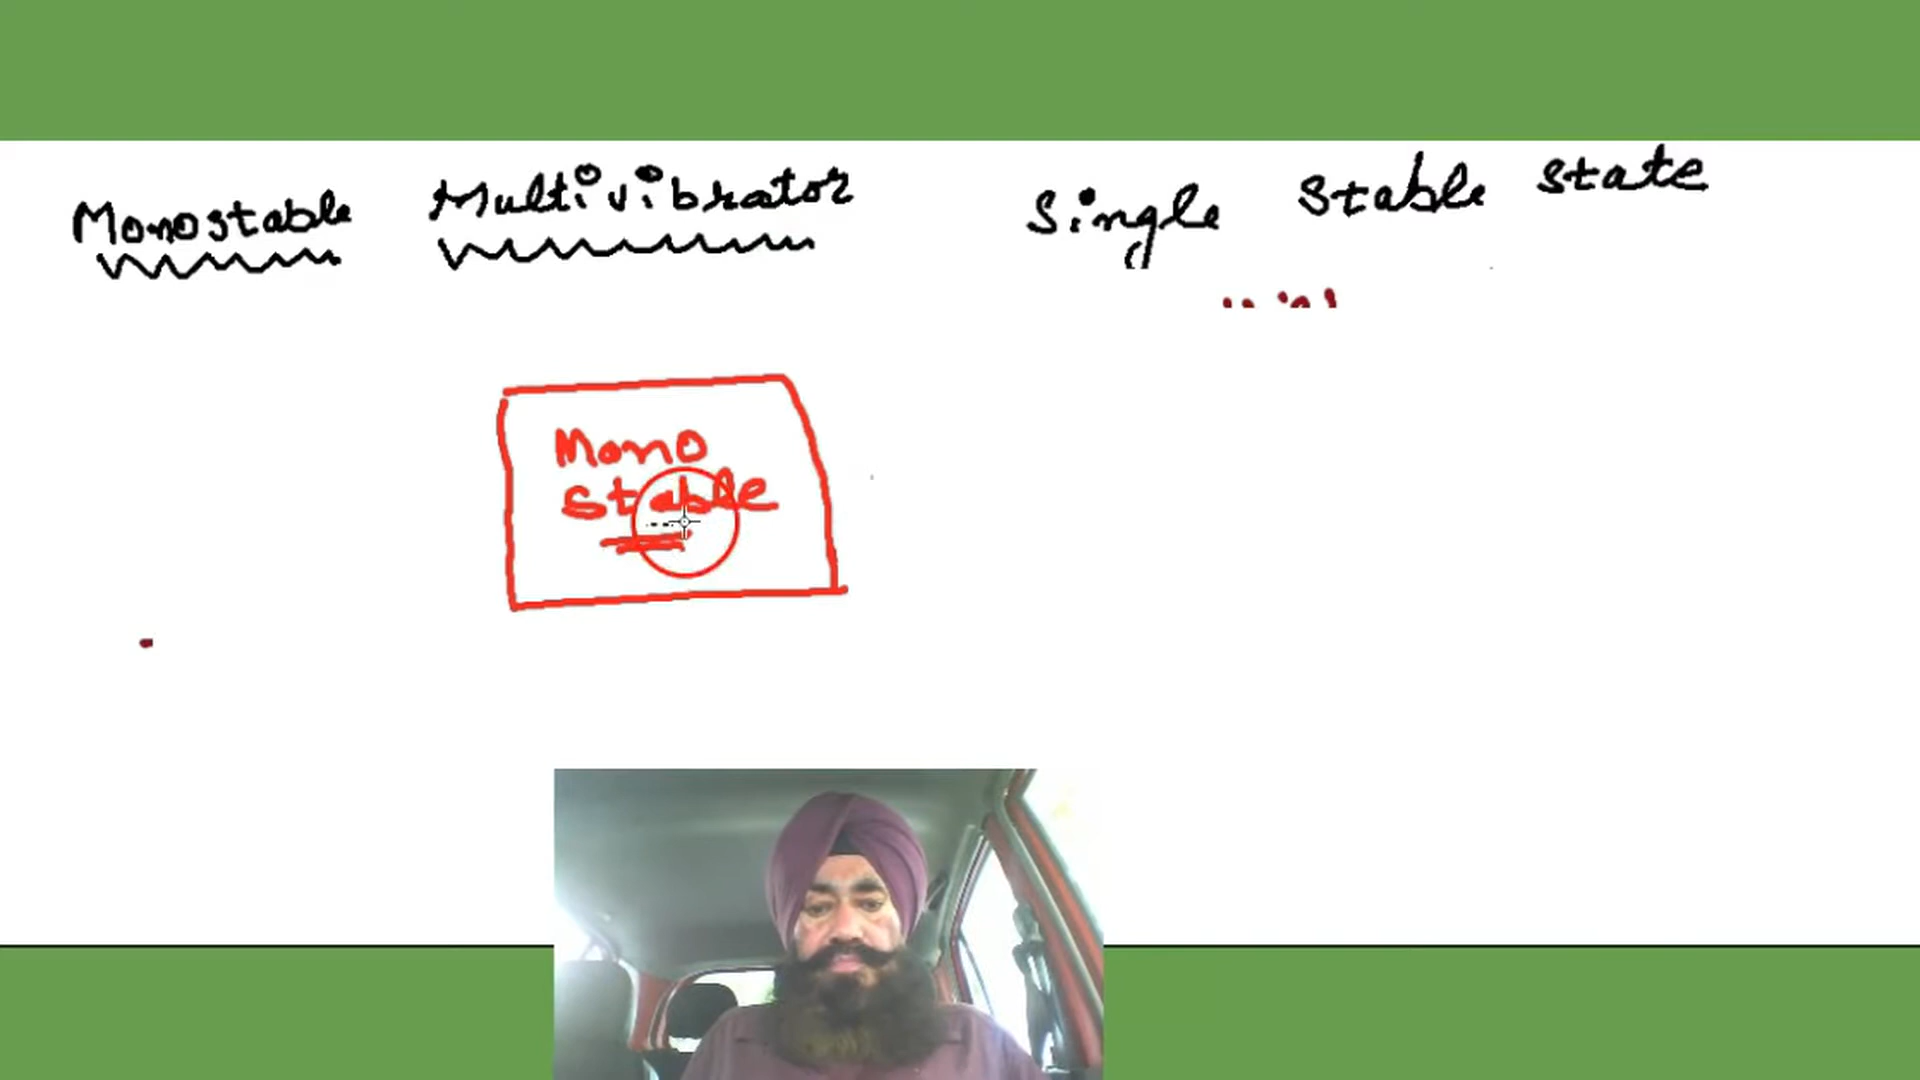 Monostable Multivibrator
Single Stable State
Mono
Stable